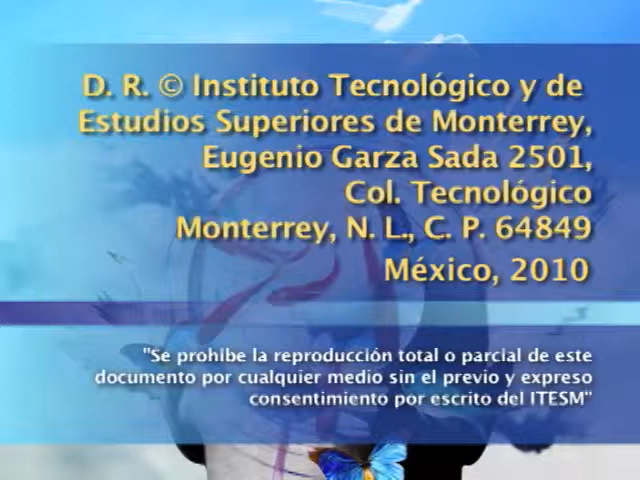 D. R. © Instituto Tecnológico y de
Estudios Superiores de Monterrey,
Eugenio Garza Sada 2501,
Col. Tecnológico
Monterrey, N. L., C. P. 64849
México, 2010
"Se prohibe la reproducción total o parcial de este
documento por cualquier medio sin el previo y expreso
consentimiento por escrito del ITESM"